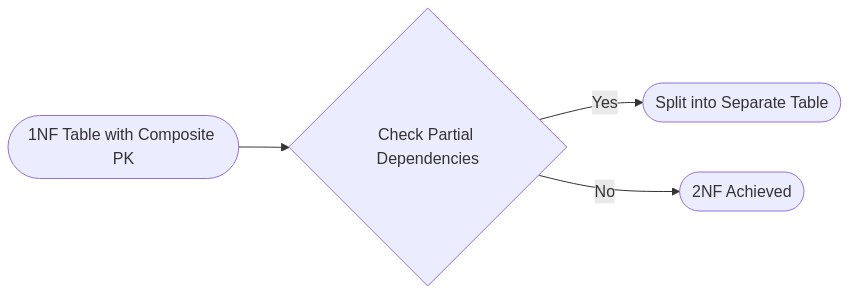 1NF Table with Composite
PK
Check Partial
Dependencies
Yes
Split into Separate Table
No
2NF Achieved